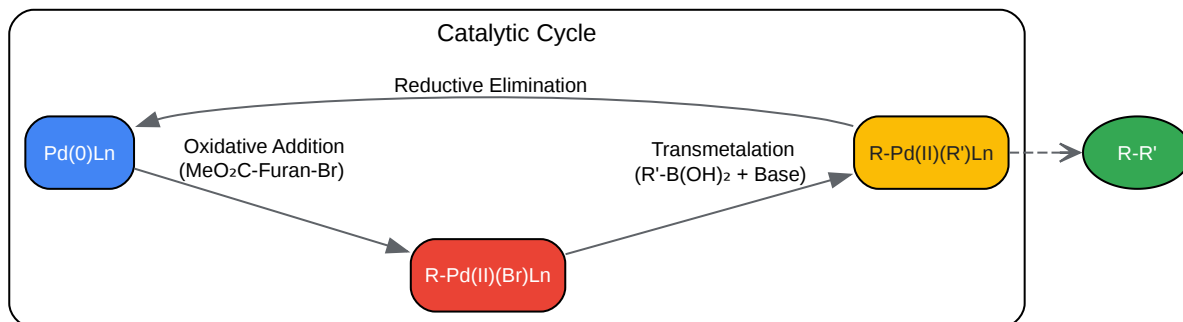 Catalytic Cycle
Reductive Elimination
Pd(0)Ln
Oxidative Addition
(MeO₂C-Furan-Br)
Transmetalation
(R'-B(OH)₂ + Base)
R-Pd(II)(R')Ln
R-R'
R-Pd(II)(Br)Ln